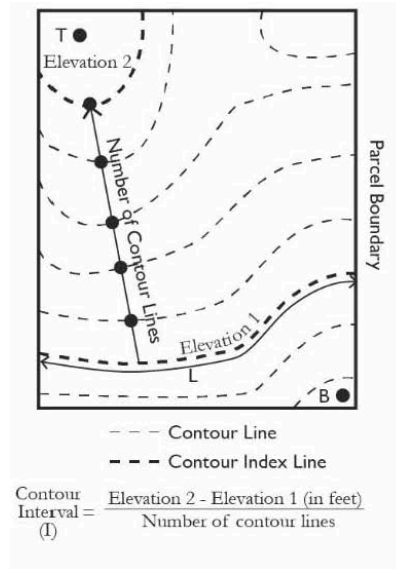 T
Elevation 2
Number of Contour Lines
Parcel Boundary
Elevation 1
L
B
Contour Line
Contour Index Line
Contour
Interval =
(I)
Elevation 2 - Elevation 1 (in feet)
Number of contour lines